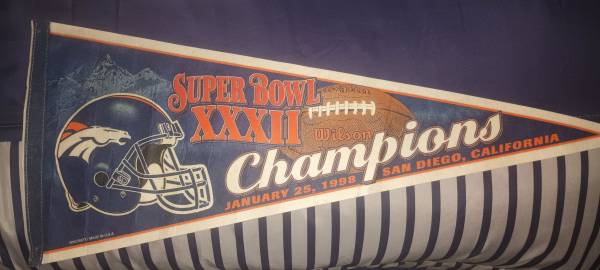 SUPER BOWL
XXXII
Wilson
Champions
JANUARY 25, 1998 SAN DIEGO, CALIFORNIA